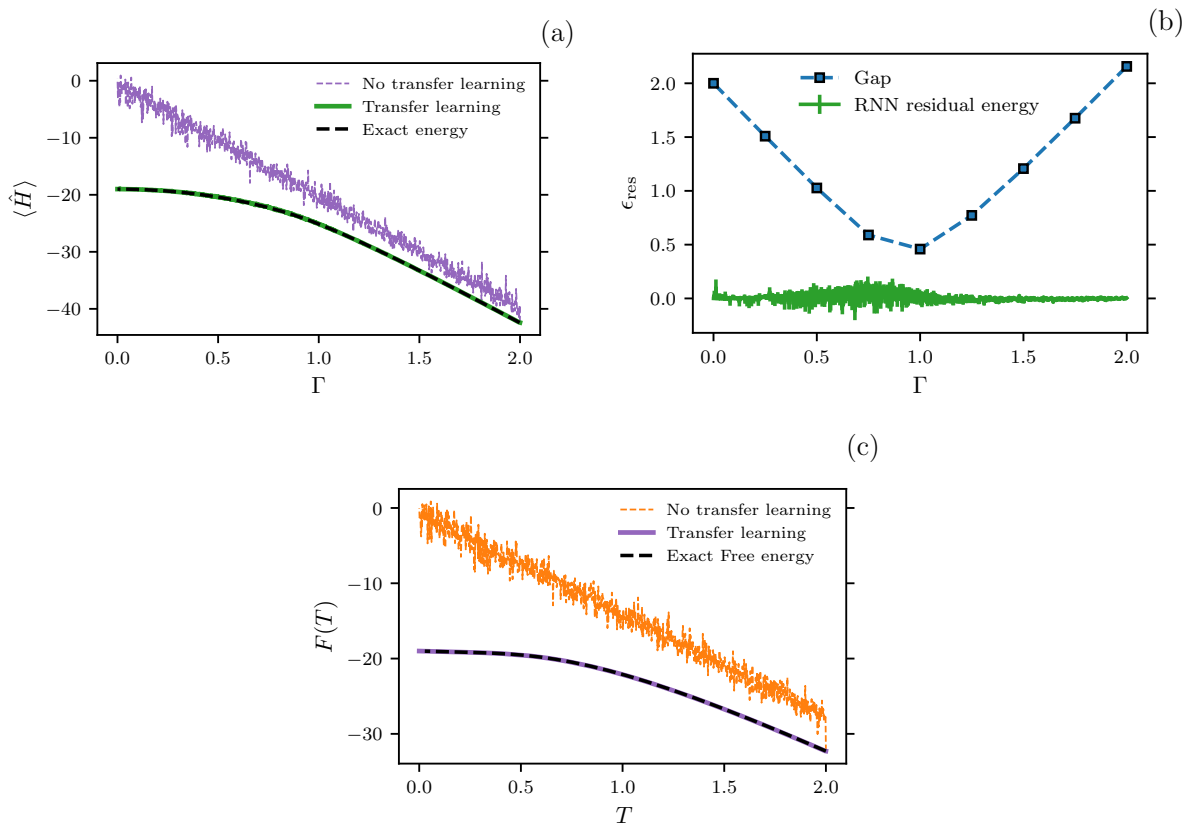 (a)
0
−10
−20
−30
−40
⟨Ĥ⟩
No transfer learning
Transfer learning
Exact energy
0.0 0.5 1.0 1.5 2.0
Γ
(b)
2.0
1.5
1.0
0.5
0.0
ϵres
Gap
RNN residual energy
0.0 0.5 1.0 1.5 2.0
Γ
(c)
0
−10
−20
−30
F(T)
No transfer learning
Transfer learning
Exact Free energy
0.0 0.5 1.0 1.5 2.0
T